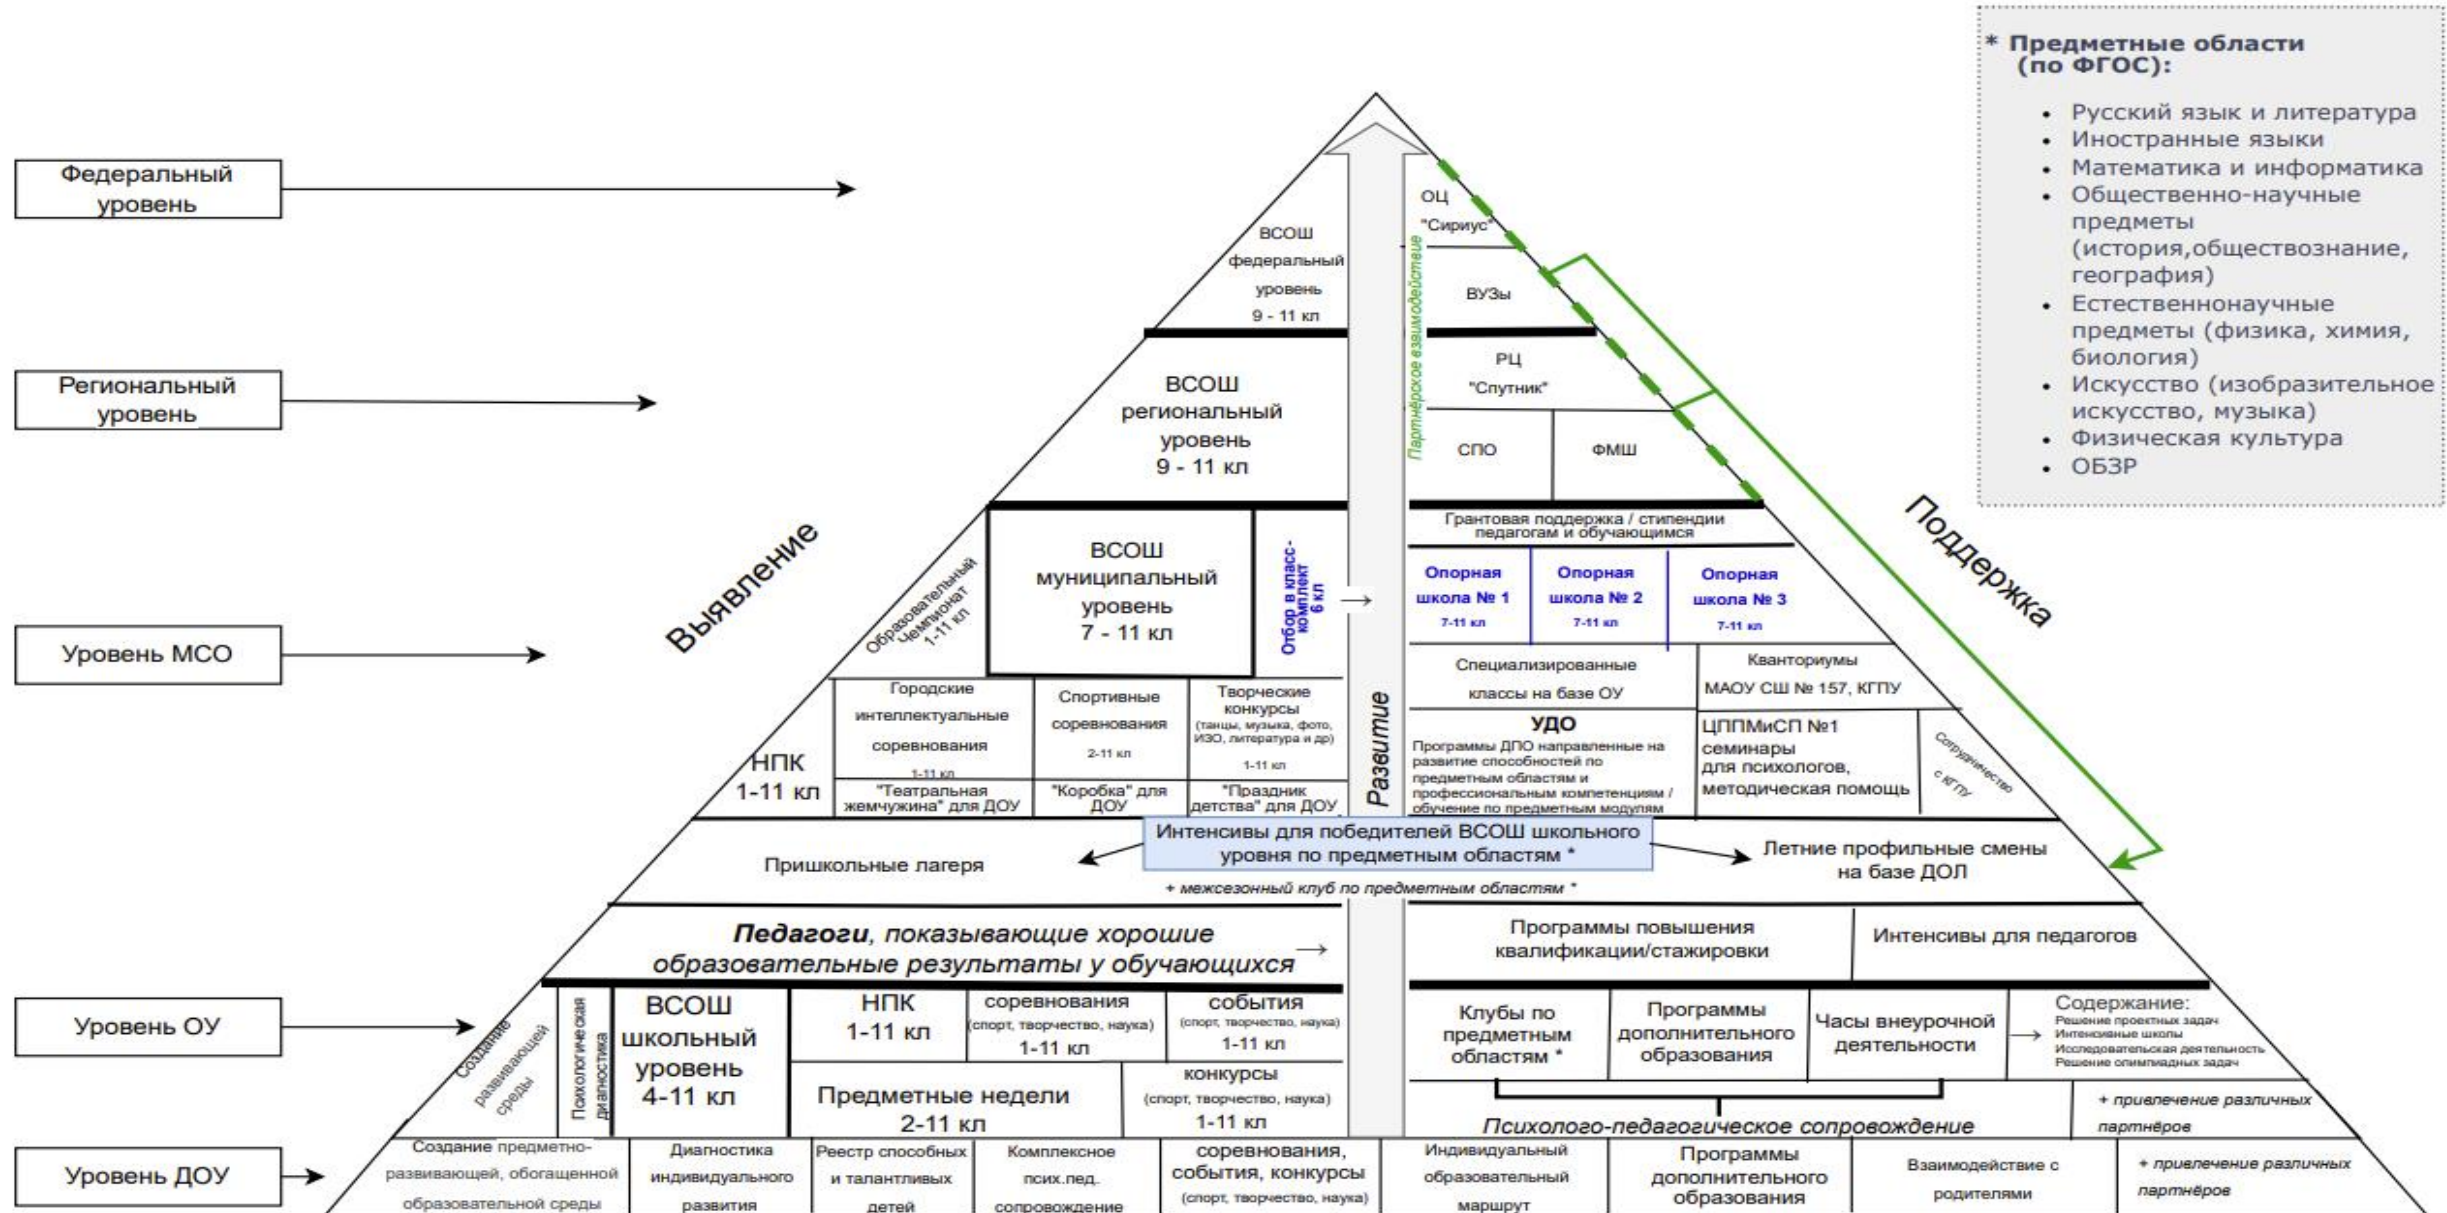 * Предметные области
(по ФГОС):
Русский язык и литература
Иностранные языки
Математика и информатика
Общественно-научные
предметы
(история,обществознание,
география)
Естественнонаучные
предметы (физика, химия,
биология)
Искусство (изобразительное
искусство, музыка)
Физическая культура
ОБЗР
Федеральный
уровень
ВСОШ
федеральный
уровень
9 - 11 кл
ОЦ
"Сириус"
ВУЗы
Партнёрское взаимодействие
Региональный
уровень
ВСОШ
региональный
уровень
9 - 11 кл
РЦ
"Спутник"
СПО
ФМШ
Выявление
Развитие
Поддержка
Уровень МСО
Образовательный
Чемпионат
1-11 кл
ВСОШ
муниципальный
уровень
7 - 11 кл
Отбор в класс-
комплект
6 кл
Грантовая поддержка / стипендии
педагогам и обучающимся
Опорная
школа № 1
7-11 кл
Опорная
школа № 2
7-11 кл
Опорная
школа № 3
7-11 кл
НПК
1-11 кл
Городские
интеллектуальные
соревнования
1-11 кл
Спортивные
соревнования
2-11 кл
Творческие
конкурсы
(танцы, музыка, фото,
ИЗО, литература и др)
1-11 кл
"Театральная
жемчужина" для ДОУ
"Коробка" для
ДОУ
"Праздник
детства" для ДОУ
Специализированные
классы на базе ОУ
Кванториумы
МАОУ СШ № 157, КГПУ
УДО
Программы ДПО направленные на
развитие способностей по
предметным областям и
профессиональным компетенциям /
обучение по предметным модулям
ЦППМиСП №1
семинары
для психологов,
методическая помощь
Сотрудничество
с КГПУ
Интенсивы для победителей ВСОШ школьного
уровня по предметным областям *
Пришкольные лагеря
Летние профильные смены
на базе ДОЛ
+ межсезонный клуб по предметным областям *
Педагоги, показывающие хорошие
образовательные результаты у обучающихся
Программы повышения
квалификации/стажировки
Интенсивы для педагогов
Уровень ОУ
Создание
развивающей
среды
Психологическая
диагностика
ВСОШ
школьный
уровень
4-11 кл
НПК
1-11 кл
соревнования
(спорт, творчество, наука)
1-11 кл
события
(спорт, творчество, наука)
1-11 кл
Предметные недели
2-11 кл
конкурсы
(спорт, творчество, наука)
1-11 кл
Клубы по
предметным
областям *
Программы
дополнительного
образования
Часы внеурочной
деятельности
Содержание:
Решение проектных задач
Интенсивные школы
Исследовательская деятельность
Решение олимпиадных задач
Психолого-педагогическое сопровождение
+ привлечение различных
партнёров
Уровень ДОУ
Создание предметно-
развивающей, обогащенной
образовательной среды
Диагностика
индивидуального
развития
Реестр способных
и талантливых
детей
Комплексное
псих.пед.
сопровождение
соревнования,
события, конкурсы
(спорт, творчество, наука)
Индивидуальный
образовательный
маршрут
Программы
дополнительного
образования
Взаимодействие с
родителями
+ привлечение различных
партнёров